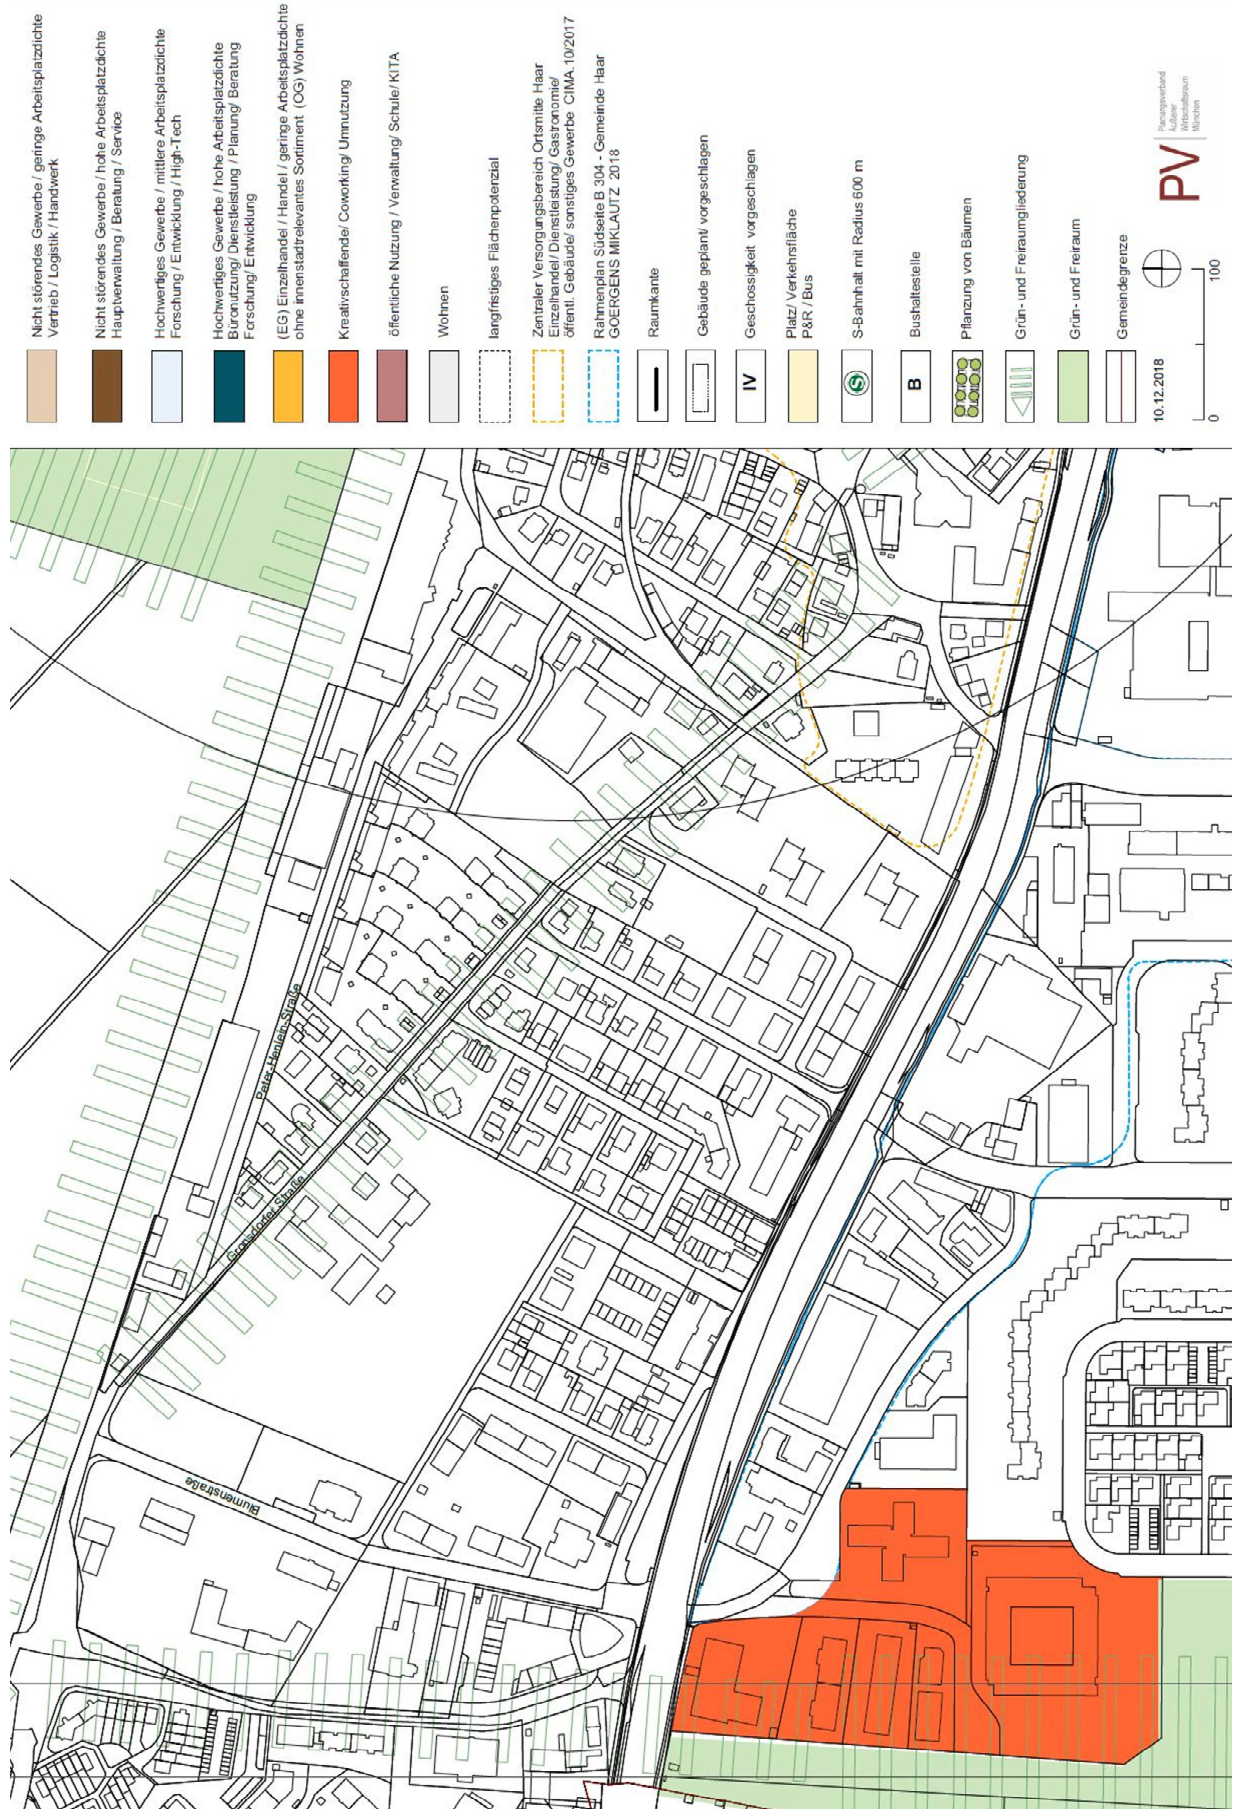 Nicht störendes Gewerbe / geringe Arbeitsplatzdichte
Vertrieb / Logistik / Handwerk
Nicht störendes Gewerbe / hohe Arbeitsplatzdichte
Hauptverwaltung / Beratung / Service
Hochwertiges Gewerbe / mittlere Arbeitsplatzdichte
Forschung / Entwicklung / High-Tech
Hochwertiges Gewerbe / hohe Arbeitsplatzdichte
Büronutzung/ Dienstleistung / Planung/ Beratung
Forschung/ Entwicklung
(EG) Einzelhandel / Handel / geringe Arbeitsplatzdichte
ohne innenstadtrelevantes Sortiment (OG) Wohnen
Kreativschaffende/ Coworking/ Umnutzung
öffentliche Nutzung / Verwaltung/ Schule/ KITA
Wohnen
langfristiges Flächenpotenzial
Zentraler Versorgungsbereich Ortsmitte Haar
Einzelhandel/ Dienstleistung/ Gastronomie/
öffentl. Gebäude/ sonstiges Gewerbe CIMA.10/2017
Rahmenplan Südseite B 304 - Gemeinde Haar
GOERGENS MIKLAUTZ 2018
Raumkante
Gebäude geplant/ vorgeschlagen
IV
Geschossigkeit vorgeschlagen
Platz/ Verkehrsfläche
P&R / Bus
S
S-Bahnhalt mit Radius 600 m
B
Bushaltestelle
Pflanzung von Bäumen
Grün- und Freiraumgliederung
Grün- und Freiraum
Gemeindegrenze
10.12.2018
0
100
PV
Planungsverband
Äußerer
Wirtschaftsraum
München
Peter-Henlein-Straße
Gronsdorfer Straße
Blumenstraße